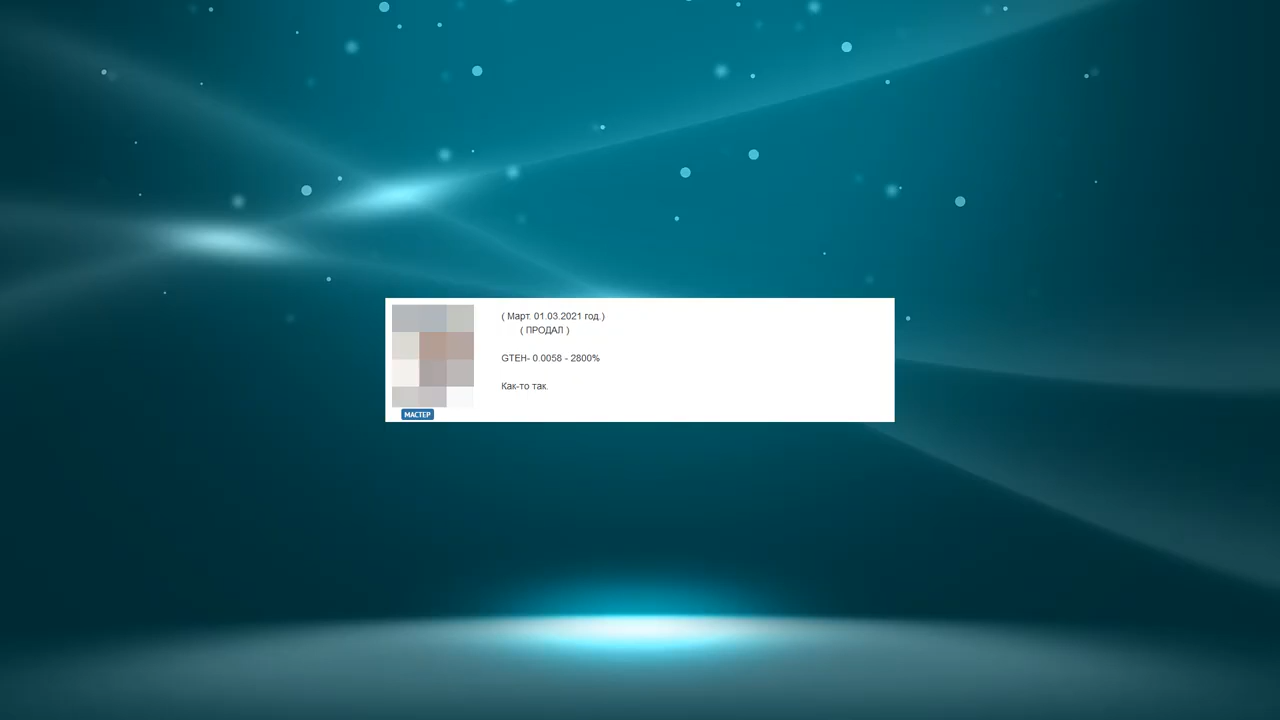 ( Март. 01.03.2021 год.)
( ПРОДАЛ )
GTEH- 0.0058 - 2800%
Как-то так.
МАСТЕР